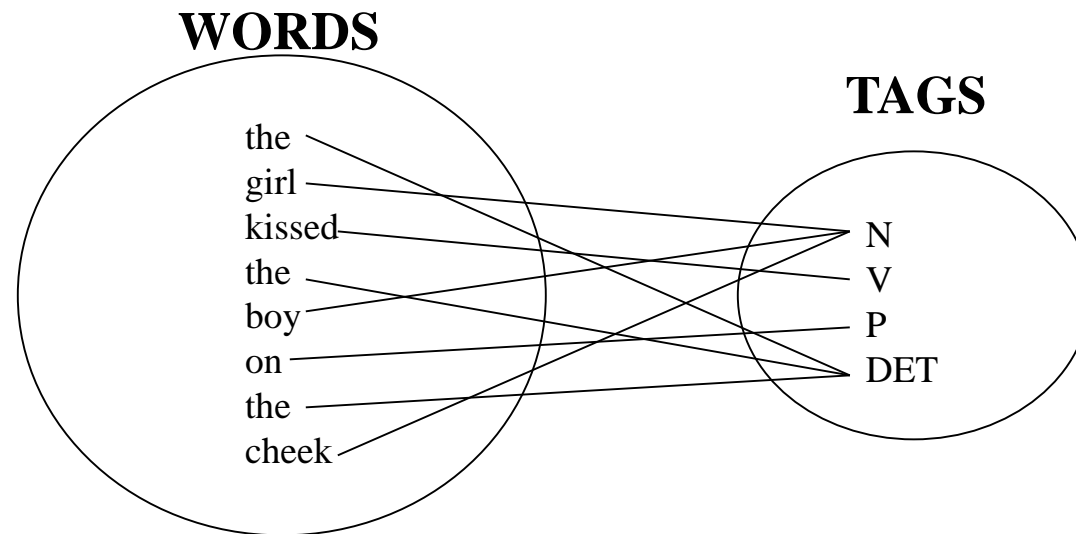 WORDS
the
girl
kissed
the
boy
on
the
cheek
TAGS
N
V
P
DET